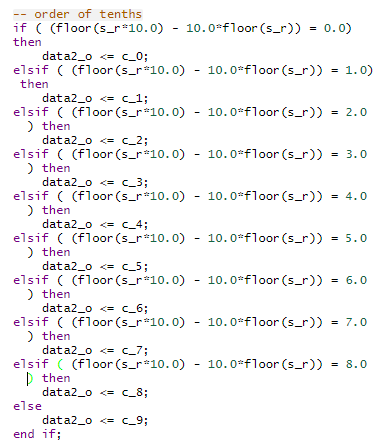 -- order of tenths
if ( (floor(s_r*10.0) - 10.0*floor(s_r)) = 0.0)
then
    data2_o <= c_0;
elsif ( (floor(s_r*10.0) - 10.0*floor(s_r)) = 1.0)
 then
    data2_o <= c_1;
elsif ( (floor(s_r*10.0) - 10.0*floor(s_r)) = 2.0
  ) then
    data2_o <= c_2;
elsif ( (floor(s_r*10.0) - 10.0*floor(s_r)) = 3.0
  ) then
    data2_o <= c_3;
elsif ( (floor(s_r*10.0) - 10.0*floor(s_r)) = 4.0
  ) then
    data2_o <= c_4;
elsif ( (floor(s_r*10.0) - 10.0*floor(s_r)) = 5.0
  ) then
    data2_o <= c_5;
elsif ( (floor(s_r*10.0) - 10.0*floor(s_r)) = 6.0
  ) then
    data2_o <= c_6;
elsif ( (floor(s_r*10.0) - 10.0*floor(s_r)) = 7.0
  ) then
    data2_o <= c_7;
elsif ( (floor(s_r*10.0) - 10.0*floor(s_r)) = 8.0
  ) then
    data2_o <= c_8;
else
    data2_o <= c_9;
end if;